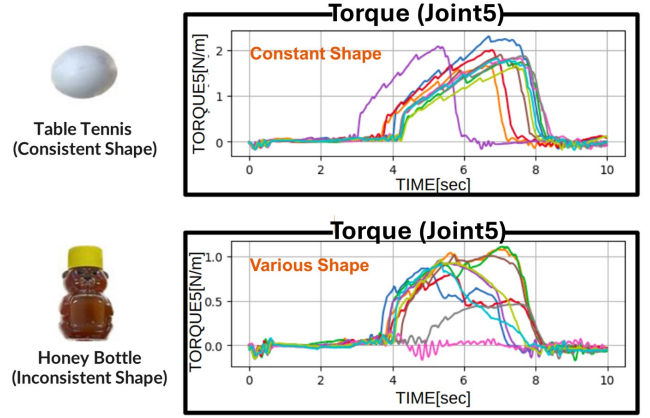 Torque (Joint5)
Constant Shape
TORQUE5[N/m]
2
1
0
0 2 4 6 8 10
TIME[sec]
Table Tennis
(Consistent Shape)
Torque (Joint5)
Various Shape
TORQUE5[N/m]
1.0
0.5
0.0
0 2 4 6 8 10
TIME[sec]
Honey Bottle
(Inconsistent Shape)